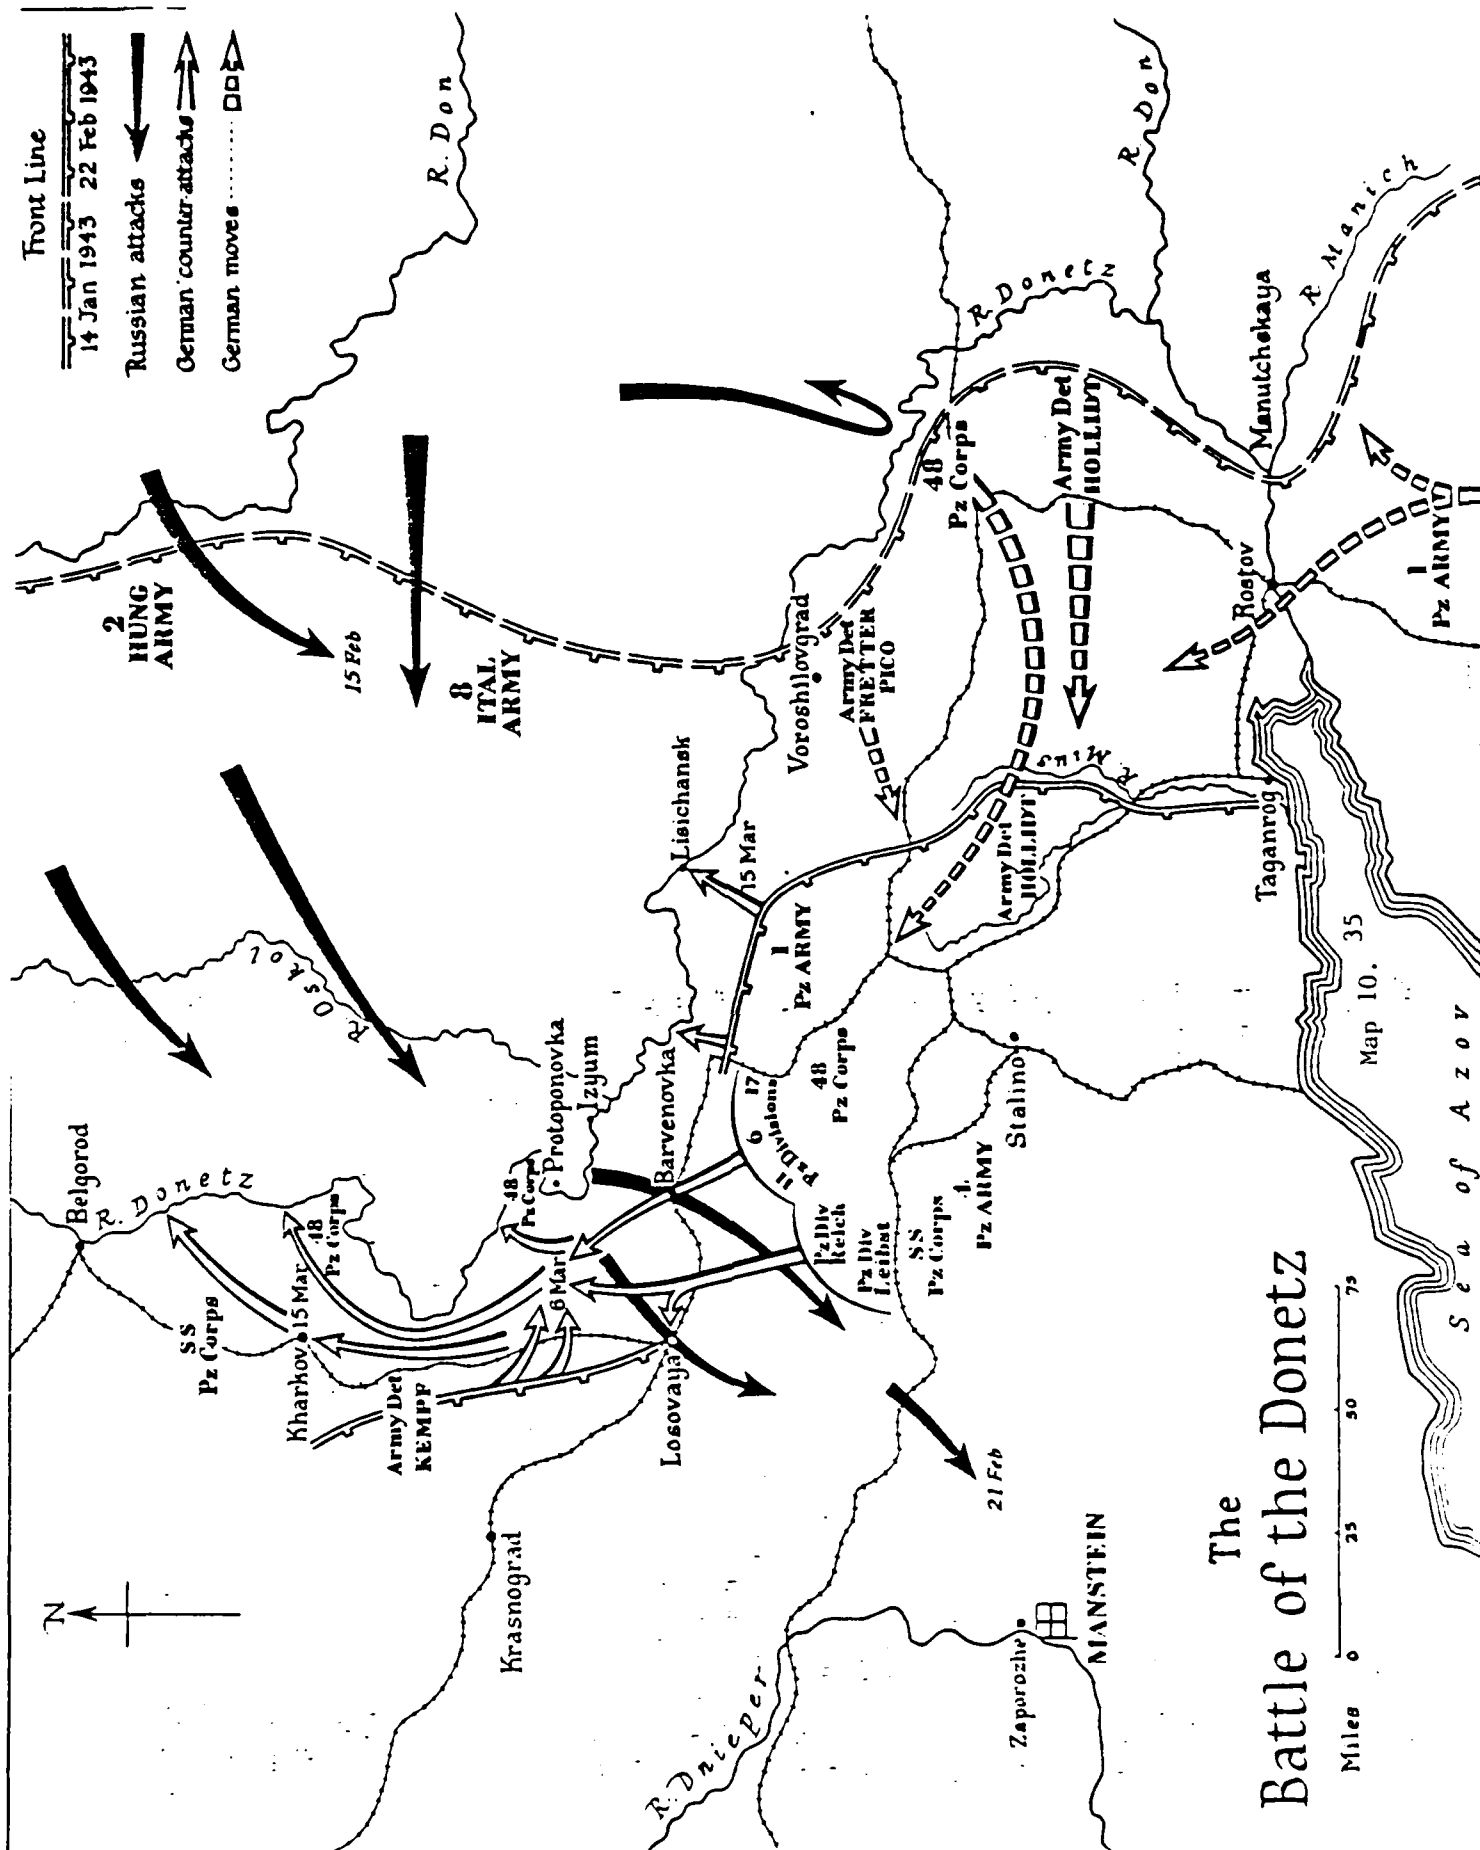 Front Line
14 Jan 1943 22 Feb 1943
Russian attacks
German counter-attacks
German moves
N
R. Don
R. Don
R. Donetz
R. Manich
Manutchskaya
2
HUNG
ARMY
15 Feb
8
ITAL
ARMY
Voroshilovgrad
Army Det
FRETTER
PICO
48
Pz Corps
Army Det
HOLLIDT
Rostov
1
Pz ARMY
R. Oskol
Lisichansk
15 Mar
1
Pz ARMY
R. Mius
Army Det
HOLLIDT
Taganrog
Belgorod
R. Donetz
Protoponovka
Izyum
Barvenovka
48
Pz Corps
48
Pz Corps
SS
Pz Corps
Kharkov
15 Mar
6 Mar
Army Det
KEMPF
Losovaya
11 6 17
Pz Divisions
48
Pz Corps
Pz Div
Reich
Pz Div
Leibst
SS
Pz Corps
4
Pz ARMY
Stalino
Krasnograd
21 Feb
R. Dnieper
Zaporozhe
MANSTEIN
Map 10. 35
Sea of Azov
The
Battle of the Donetz
Miles 0 25 50 75